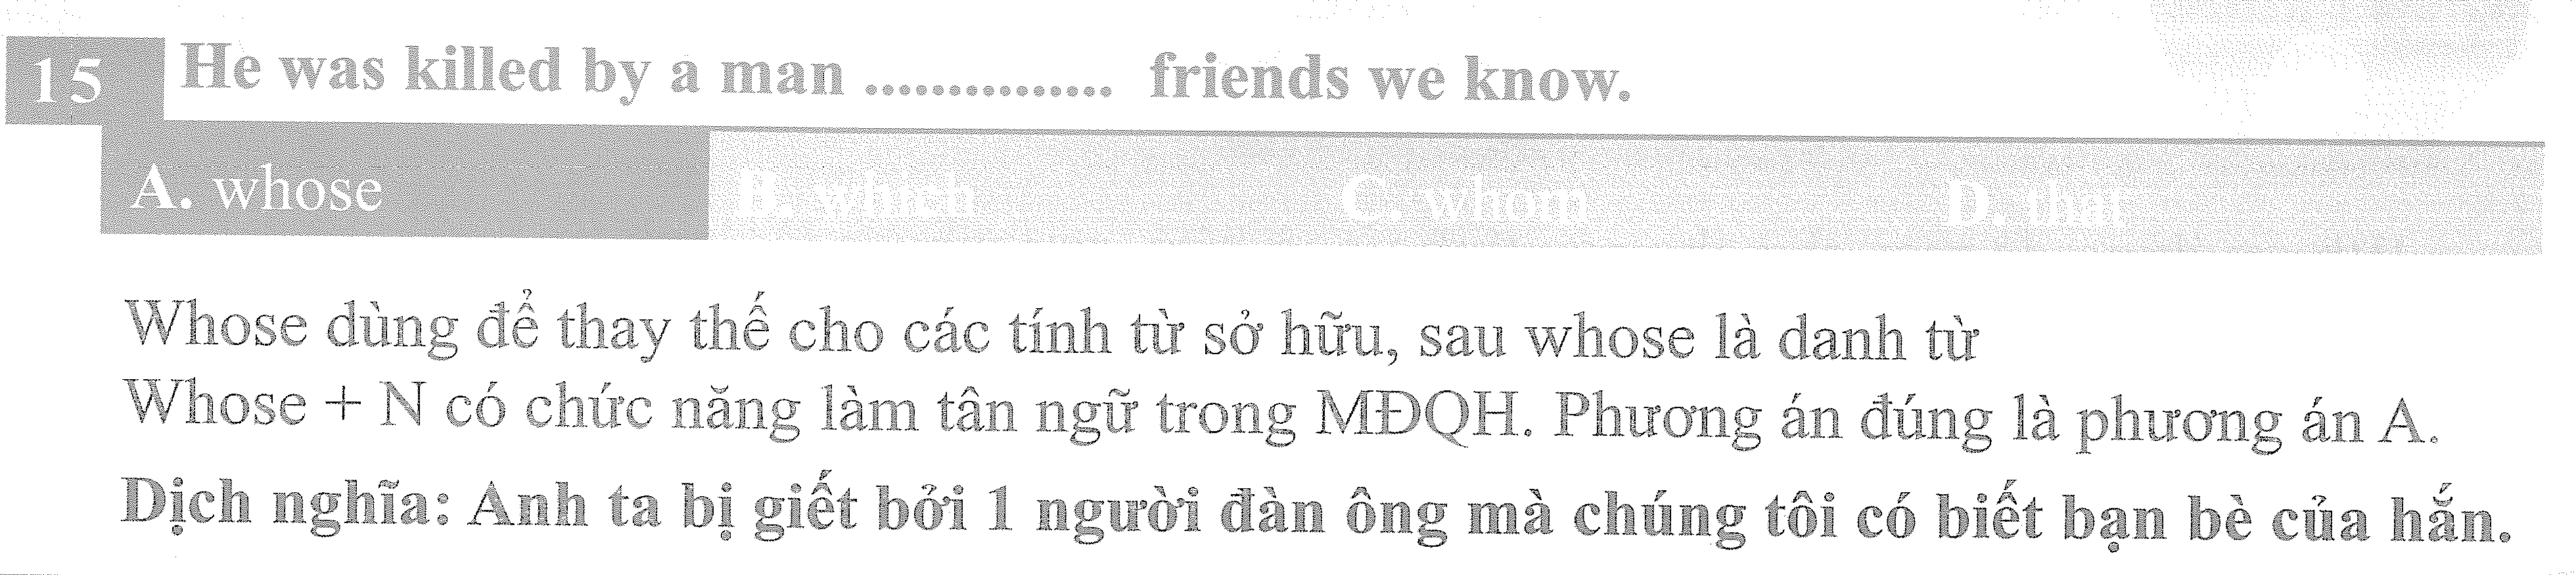 15 He was killed by a man ............... friends we know.
A. whose B. which C. whom D. that
Whose dùng để thay thế cho các tính từ sở hữu, sau whose là danh từ
Whose + N có chức năng làm tân ngữ trong MĐQH. Phương án đúng là phương án A.
Dịch nghĩa: Anh ta bị giết bởi 1 người đàn ông mà chúng tôi có biết bạn bè của hắn.